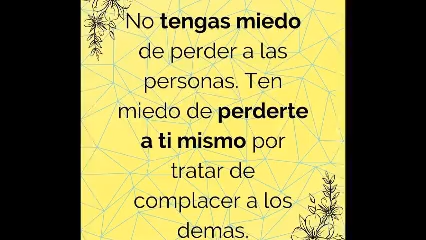 No tengas miedo
de perder a las
personas. Ten
miedo de perderte
a ti mismo por
tratar de
complacer a los
demas.